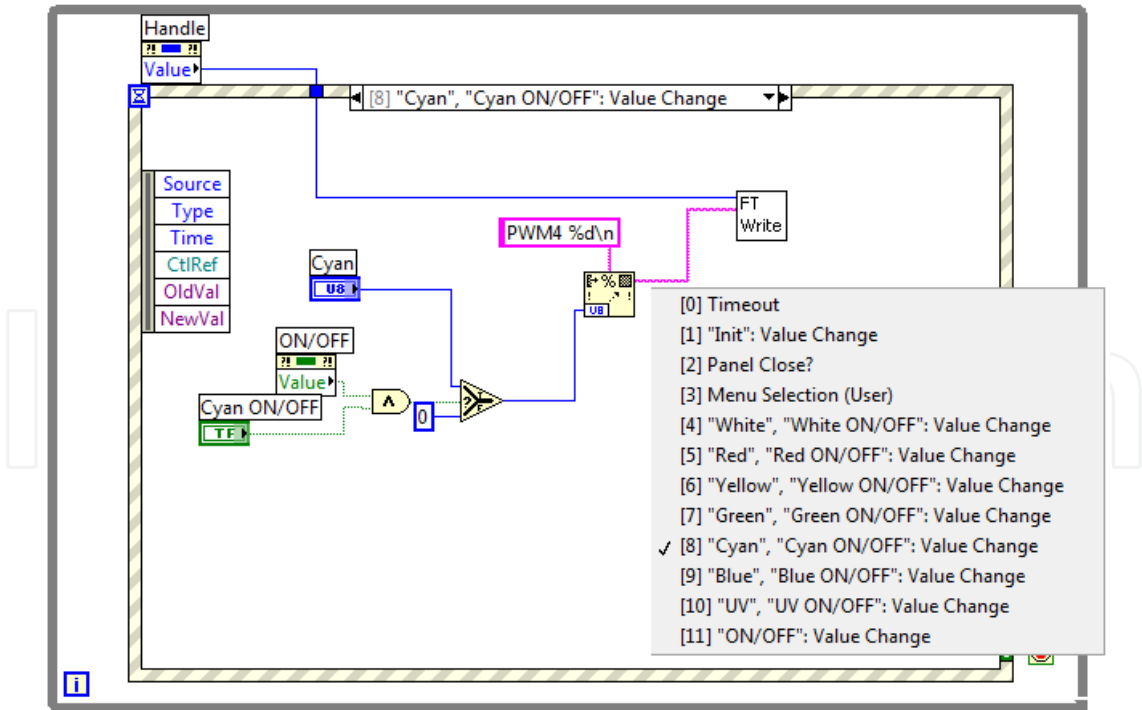 Handle
Value
[8] "Cyan", "Cyan ON/OFF": Value Change
Source
Type
Time
CtlRef
OldVal
NewVal
FT
Write
PWM4 %d\n
Cyan
U8
%
U8
ON/OFF
Value
Cyan ON/OFF
TF
0
?
F
[0] Timeout
[1] "Init": Value Change
[2] Panel Close?
[3] Menu Selection (User)
[4] "White", "White ON/OFF": Value Change
[5] "Red", "Red ON/OFF": Value Change
[6] "Yellow", "Yellow ON/OFF": Value Change
[7] "Green", "Green ON/OFF": Value Change
[8] "Cyan", "Cyan ON/OFF": Value Change
[9] "Blue", "Blue ON/OFF": Value Change
[10] "UV", "UV ON/OFF": Value Change
[11] "ON/OFF": Value Change
i